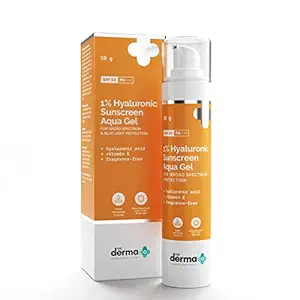 50 g
SPF 50 PA++++
1% Hyaluronic
Sunscreen
Aqua Gel
FOR BROAD SPECTRUM
& BLUE LIGHT PROTECTION
+ hyaluronic acid
+ vitamin E
+ fragrance-free
the
derma
co
1% Hyaluronic
Sunscreen
Aqua Gel
FOR BROAD SPECTRUM
PROTECTION
+ hyaluronic acid
+ vitamin E
+ fragrance-free
the
derma
co